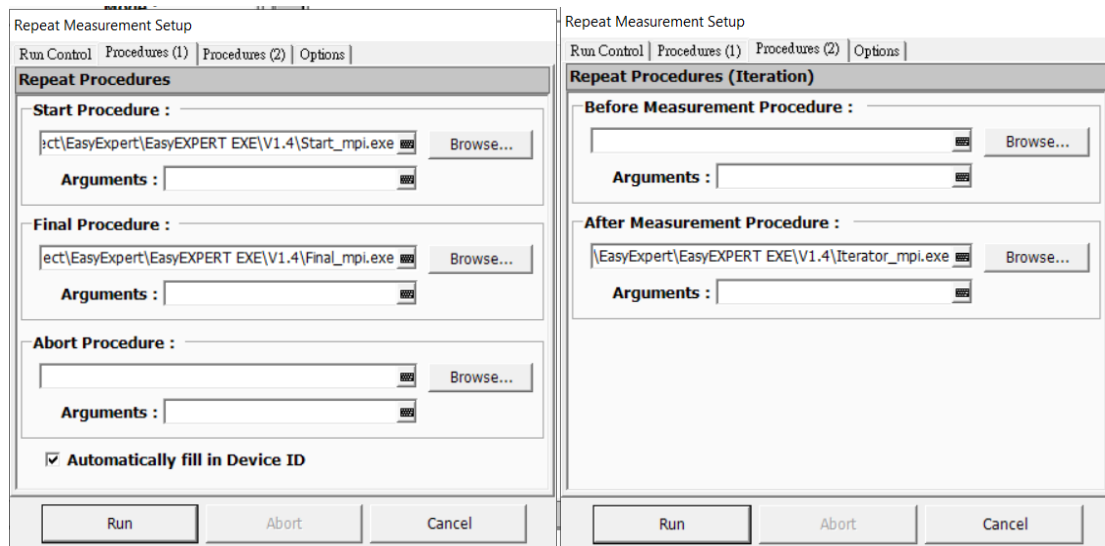 Repeat Measurement Setup
Run Control Procedures (1) Procedures (2) Options
Repeat Procedures
Start Procedure :
ect\EasyExpert\EasyEXPERT EXE\V1.4\Start_mpi.exe Browse...
Arguments :
Final Procedure :
ect\EasyExpert\EasyEXPERT EXE\V1.4\Final_mpi.exe Browse...
Arguments :
Abort Procedure :
Browse...
Arguments :
Automatically fill in Device ID
Run Abort Cancel
Repeat Measurement Setup
Run Control Procedures (1) Procedures (2) Options
Repeat Procedures (Iteration)
Before Measurement Procedure :
Browse...
Arguments :
After Measurement Procedure :
\EasyExpert\EasyEXPERT EXE\V1.4\Iterator_mpi.exe Browse...
Arguments :
Run Abort Cancel